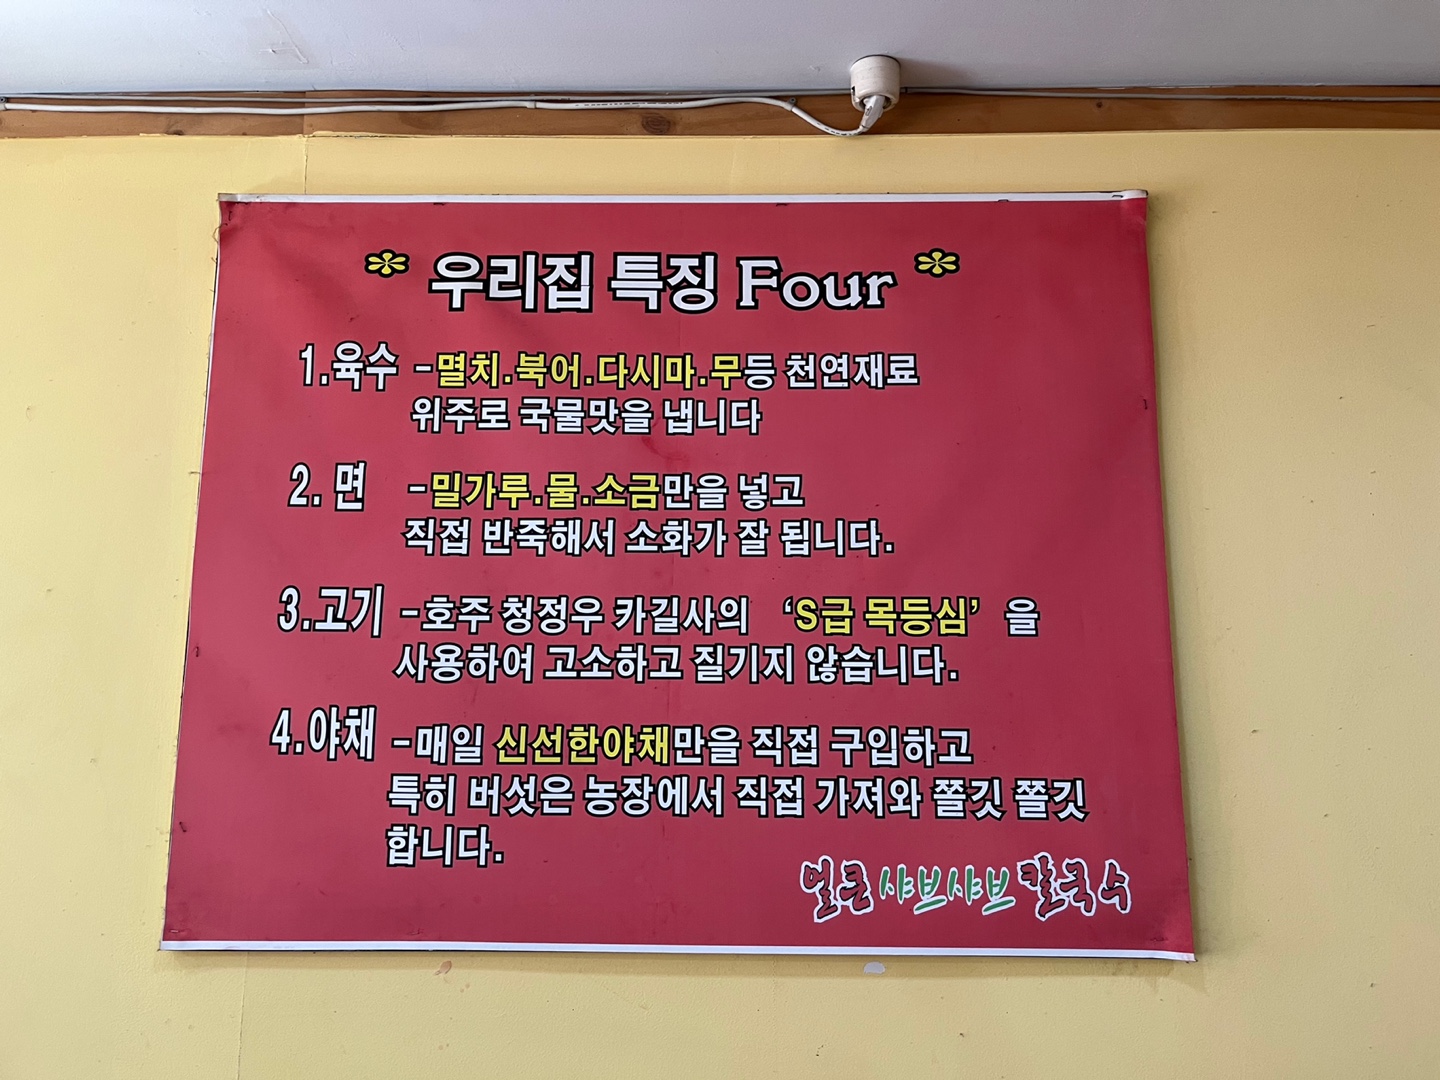 우리집 특징 Four
1.육수 -멸치.북어.다시마.무등 천연재료
위주로 국물맛을 냅니다
2. 면 -밀가루.물.소금만을 넣고
직접 반죽해서 소화가 잘 됩니다.
3.고기 -호주 청정우 카길사의 ‘S급 목등심’ 을
사용하여 고소하고 질기지 않습니다.
4.야채 -매일 신선한야채만을 직접 구입하고
특히 버섯은 농장에서 직접 가져와 쫄깃 쫄깃
합니다.
얼큰 샤브샤브 칼국수